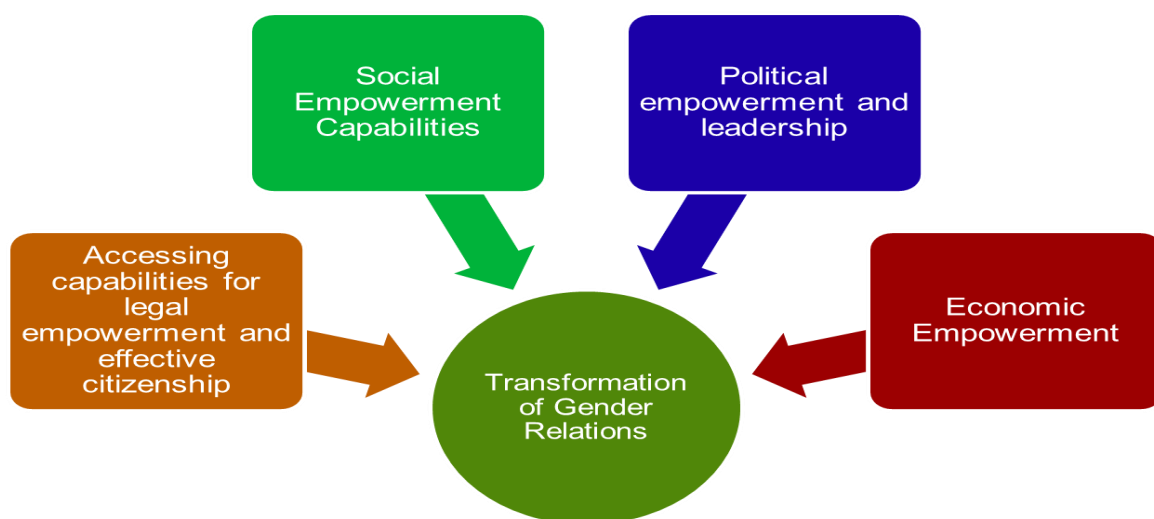 Social
Empowerment
Capabilities
Political
empowerment and
leadership
Accessing
capabilities for
legal
empowerment and
effective
citizenship
Economic
Empowerment
Transformation
of Gender
Relations